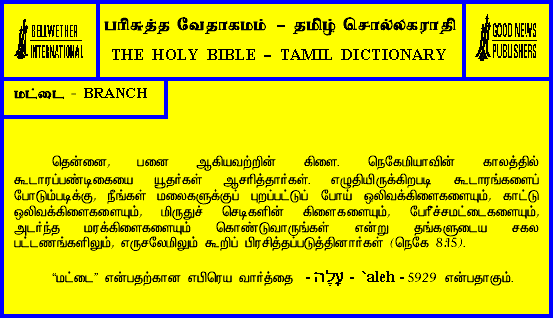 BELLWETHER
INTERNATIONAL
பரிசுத்த வேதாகமம் – தமிழ் சொல்லகராதி
THE HOLY BIBLE – TAMIL DICTIONARY
GOOD NEWS
PUBLISHERS
மட்டை - BRANCH
தென்னை, பனை ஆகியவற்றின் கிளை. நெகேமியாவின் காலத்தில்
கூடாரப்பண்டிகையை யூதர்கள் ஆசரித்தார்கள். எழுதியிருக்கிறபடி கூடாரங்களைப்
போடும்படிக்கு, நீங்கள் மலைகளுக்குப் புறப்பட்டுப் போய் ஒலிவக்கிளைகளையும், காட்டு
ஒலிவக்கிளைகளையும், மிருதுச் செடிகளின் கிளைகளையும், பேரீச்சமட்டைகளையும்,
அடர்ந்த மரக்கிளைகளையும் கொண்டுவாருங்கள் என்று தங்களுடைய சகல
பட்டணங்களிலும், எருசலேமிலும் கூறிப் பிரசித்தப்படுத்தினார்கள் (நெகே 8:15).
“மட்டை” என்பதற்கான எபிரெய வார்த்தை - עָלֶה - `aleh - 5929 என்பதாகும்.